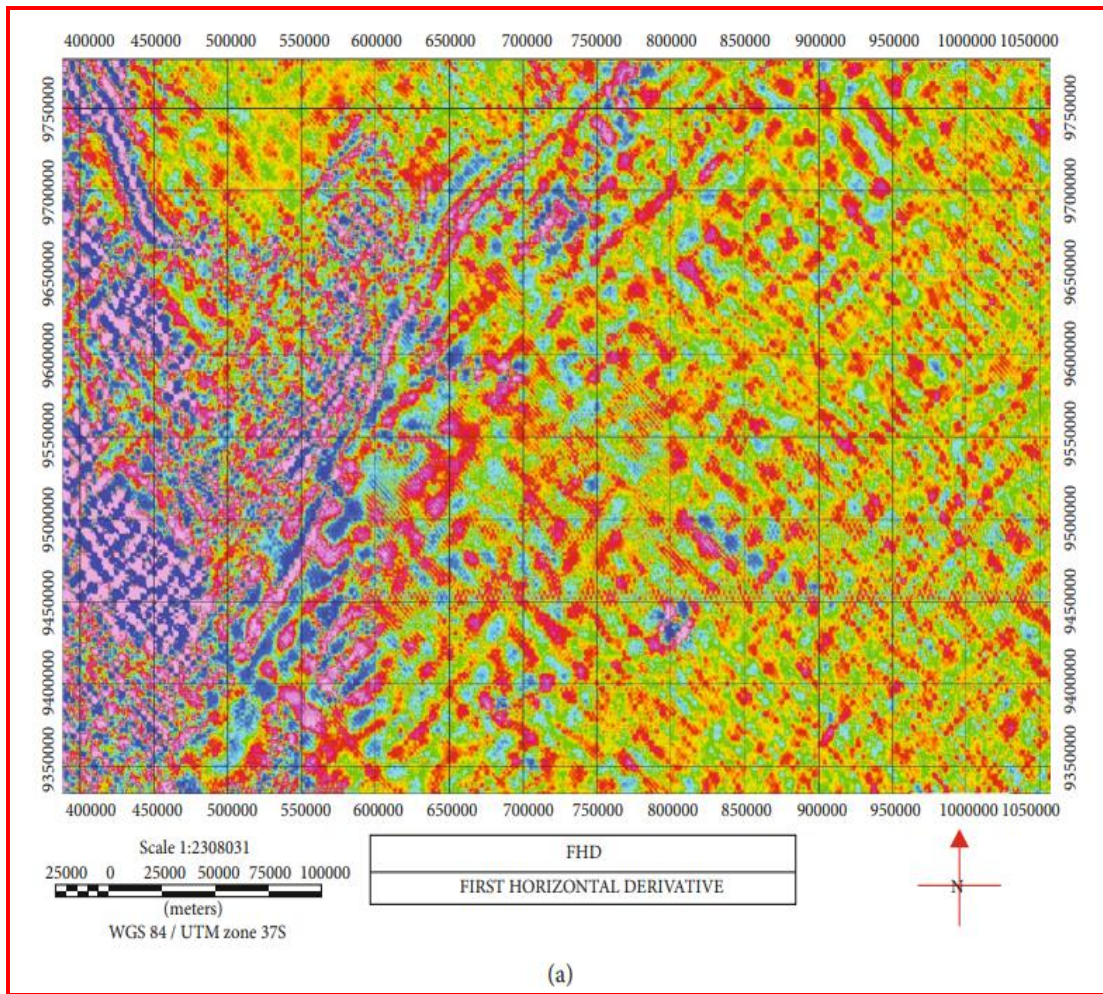 400000 450000 500000 550000 600000 650000 700000 750000 800000 850000 900000 950000 1000000 1050000
9750000
9700000
9650000
9600000
9550000
9500000
9450000
9400000
9350000
9750000
9700000
9650000
9600000
9550000
9500000
9450000
9400000
9350000
400000 450000 500000 550000 600000 650000 700000 750000 800000 850000 900000 950000 1000000 1050000
Scale 1:2308031
25000 0 25000 50000 75000 100000
(meters)
WGS 84 / UTM zone 37S
FHD
FIRST HORIZONTAL DERIVATIVE
N
(a)